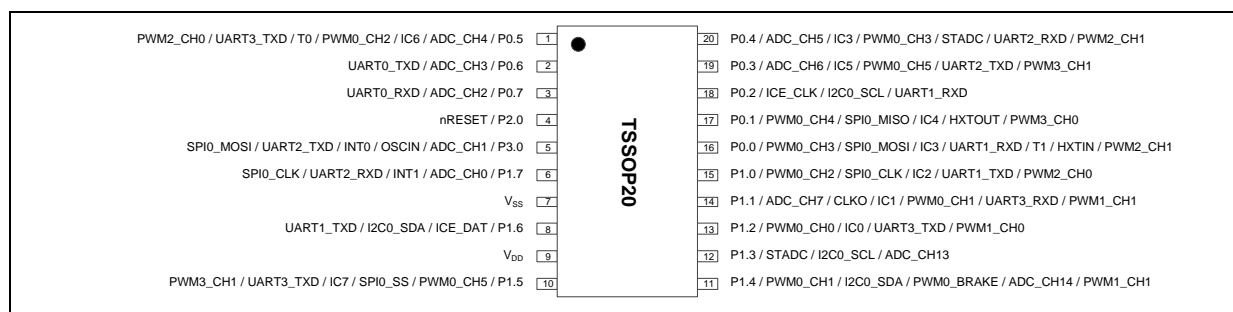 PWM2_CH0 / UART3_TXD / T0 / PWM0_CH2 / IC6 / ADC_CH4 / P0.5 1
20 P0.4 / ADC_CH5 / IC3 / PWM0_CH3 / STADC / UART2_RXD / PWM2_CH1
UART0_TXD / ADC_CH3 / P0.6 2
19 P0.3 / ADC_CH6 / IC5 / PWM0_CH5 / UART2_TXD / PWM3_CH1
UART0_RXD / ADC_CH2 / P0.7 3
18 P0.2 / ICE_CLK / I2C0_SCL / UART1_RXD
nRESET / P2.0 4
17 P0.1 / PWM0_CH4 / SPI0_MISO / IC4 / HXTOUT / PWM3_CH0
SPI0_MOSI / UART2_TXD / INT0 / OSCIN / ADC_CH1 / P3.0 5
16 P0.0 / PWM0_CH3 / SPI0_MOSI / IC3 / UART1_RXD / T1 / HXTIN / PWM2_CH1
SPI0_CLK / UART2_RXD / INT1 / ADC_CH0 / P1.7 6
15 P1.0 / PWM0_CH2 / SPI0_CLK / IC2 / UART1_TXD / PWM2_CH0
VSS 7
14 P1.1 / ADC_CH7 / CLKO / IC1 / PWM0_CH1 / UART3_RXD / PWM1_CH1
UART1_TXD / I2C0_SDA / ICE_DAT / P1.6 8
13 P1.2 / PWM0_CH0 / IC0 / UART3_TXD / PWM1_CH0
VDD 9
12 P1.3 / STADC / I2C0_SCL / ADC_CH13
PWM3_CH1 / UART3_TXD / IC7 / SPI0_SS / PWM0_CH5 / P1.5 10
11 P1.4 / PWM0_CH1 / I2C0_SDA / PWM0_BRAKE / ADC_CH14 / PWM1_CH1
TSSOP20